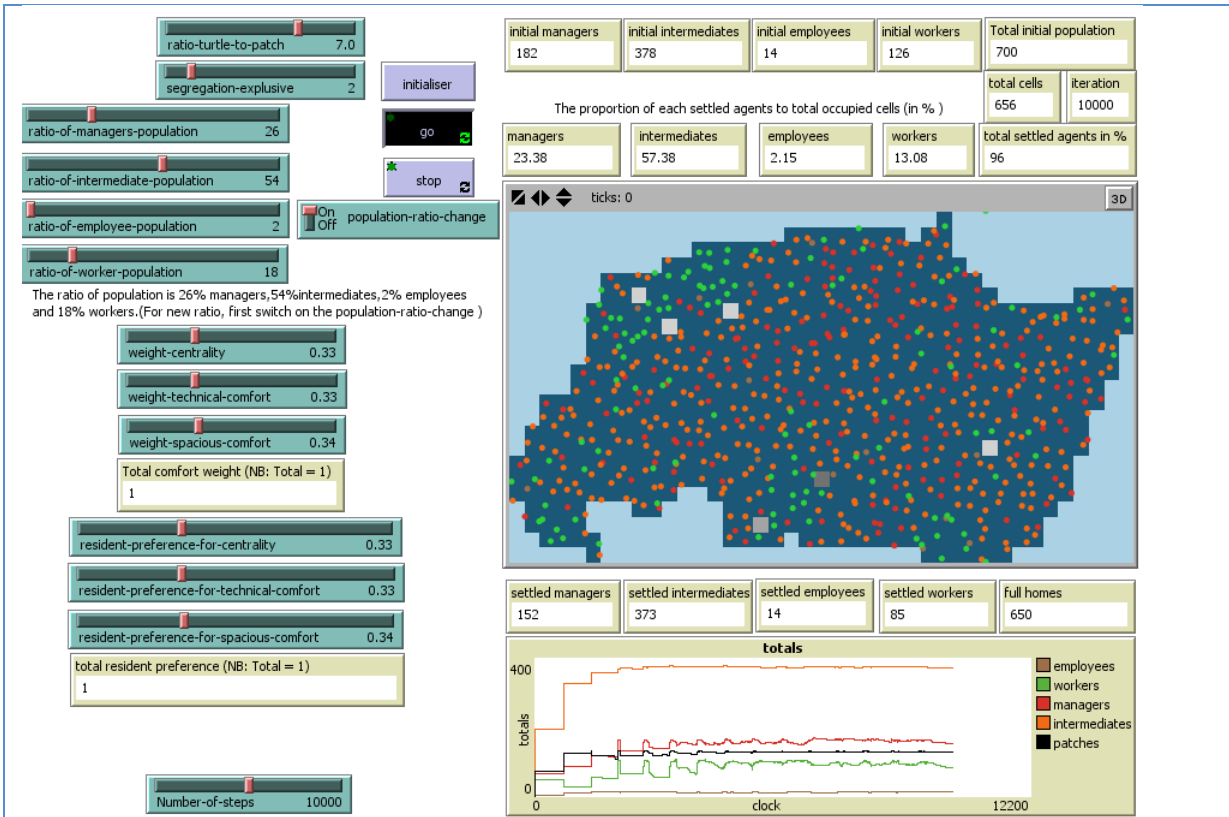 ratio-turtle-to-patch 7.0
segregation-explusive 2
initialiser
ratio-of-managers-population 26
go
ratio-of-intermediate-population 54
stop
ratio-of-employee-population 2
On
Off
population-ratio-change
ratio-of-worker-population 18
The ratio of population is 26% managers,54%intermediates,2% employees
and 18% workers.(For new ratio, first switch on the population-ratio-change )
weight-centrality 0.33
weight-technical-comfort 0.33
weight-spacious-comfort 0.34
Total comfort weight (NB: Total = 1)
1
resident-preference-for-centrality 0.33
resident-preference-for-technical-comfort 0.33
resident-preference-for-spacious-comfort 0.34
total resident preference (NB: Total = 1)
1
Number-of-steps 10000
initial managers
182
initial intermediates
378
initial employees
14
initial workers
126
Total initial population
700
total cells
656
iteration
10000
The proportion of each settled agents to total occupied cells (in % )
managers
23.38
intermediates
57.38
employees
2.15
workers
13.08
total settled agents in %
96
ticks: 0
3D
settled managers
152
settled intermediates
373
settled employees
14
settled workers
85
full homes
650
totals
400
totals
0
0
clock
12200
employees
workers
managers
intermediates
patches